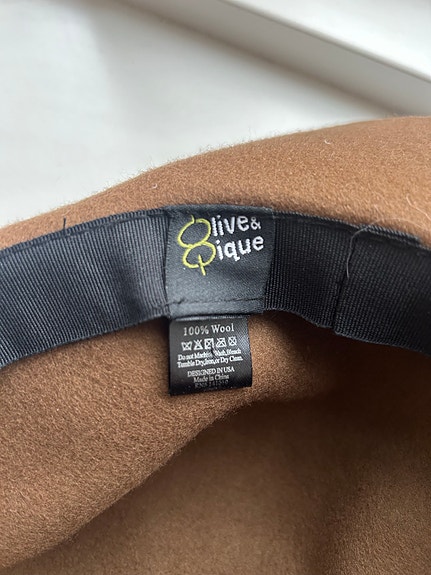 Olive &
Pique
100% Wool
Do not Machine Wash, Bleach
Tumble Dry, Iron, or Dry Clean.
DESIGNED IN USA
Made in China